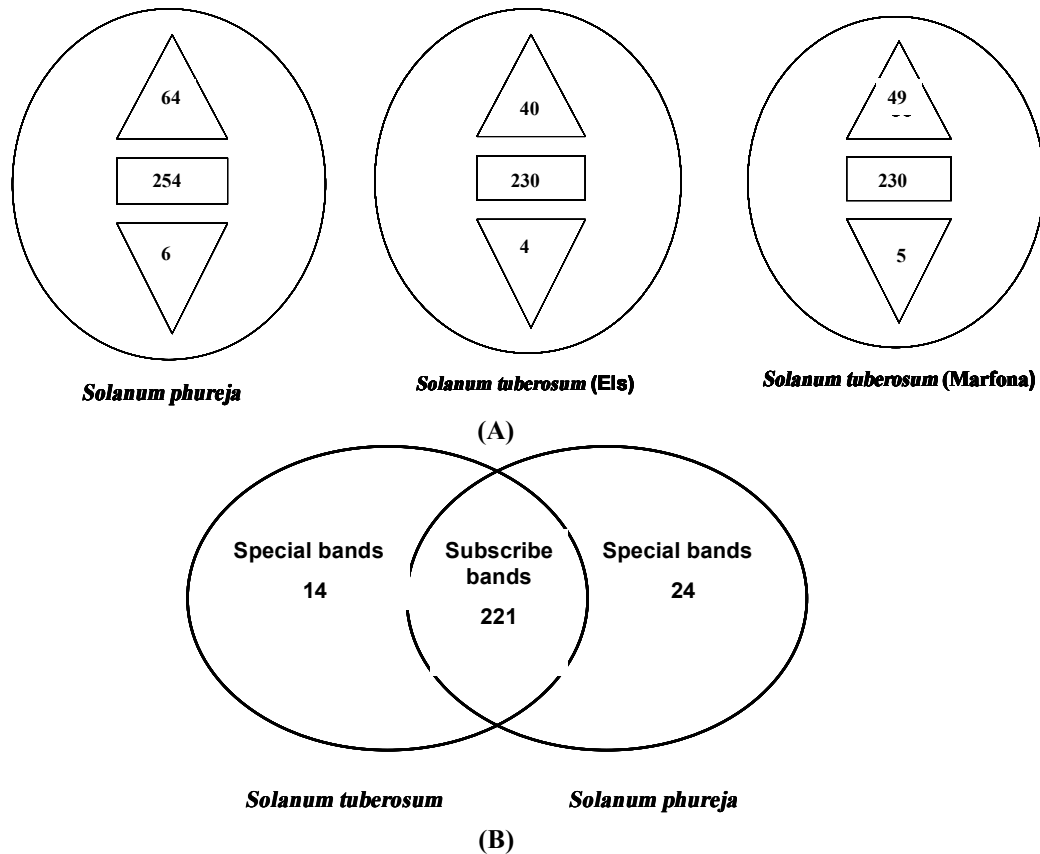 64
40
49
254
230
230
6
4
5
Solanum phureja
Solanum tuberosum (Els)
Solanum tuberosum (Marfona)
(A)
Special bands
14
Subscribe
bands
221
Special bands
24
Solanum tuberosum
Solanum phureja
(B)